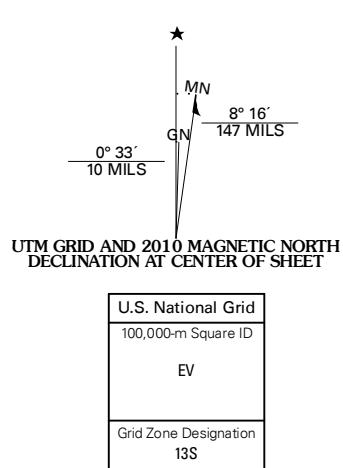 ★
MN
GN
8° 16´
147 MILS
0° 33´
10 MILS
UTM GRID AND 2010 MAGNETIC NORTH
DECLINATION AT CENTER OF SHEET
U.S. National Grid
100,000-m Square ID
EV
Grid Zone Designation
13S